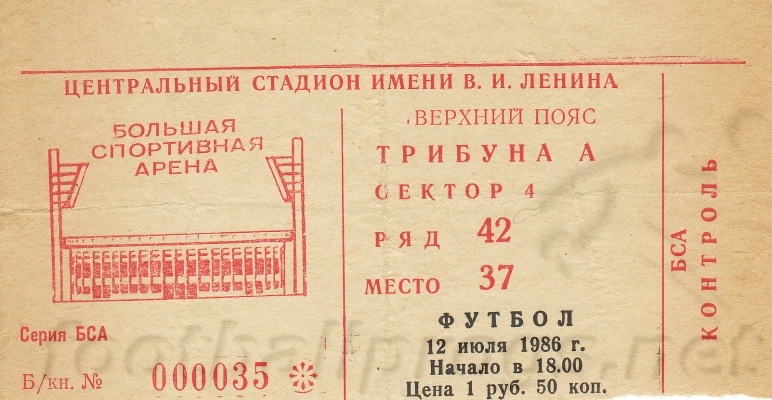 ЦЕНТРАЛЬНЫЙ СТАДИОН ИМЕНИ В. И. ЛЕНИНА
БОЛЬШАЯ
СПОРТИВНАЯ
АРЕНА
Серия БСА
Б/кн. № 000035
ВЕРХНИЙ ПОЯС
ТРИБУНА А
СЕКТОР 4
РЯД 42
МЕСТО 37
ФУТБОЛ
12 июля 1986 г.
Начало в 18.00
Цена 1 руб. 50 коп.
БСА
КОНТРОЛЬ